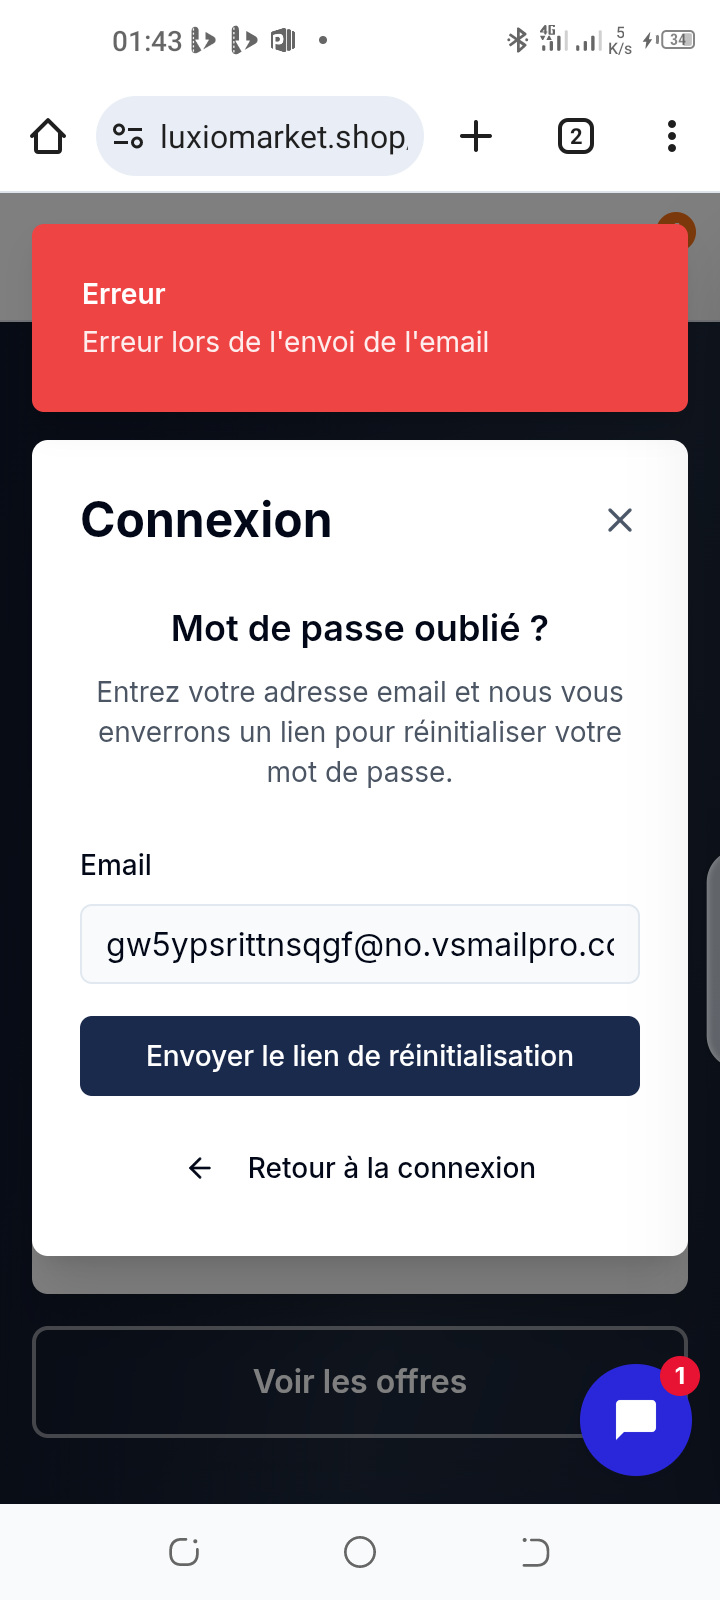 01:43
4G
5
K/s
34
luxiomarket.shop
2
Erreur
Erreur lors de l'envoi de l'email
Connexion
Mot de passe oublié ?
Entrez votre adresse email et nous vous
enverrons un lien pour réinitialiser votre
mot de passe.
Email
gw5ypsrittnsqgf@no.vsmailpro.co
Envoyer le lien de réinitialisation
Retour à la connexion
Voir les offres
1